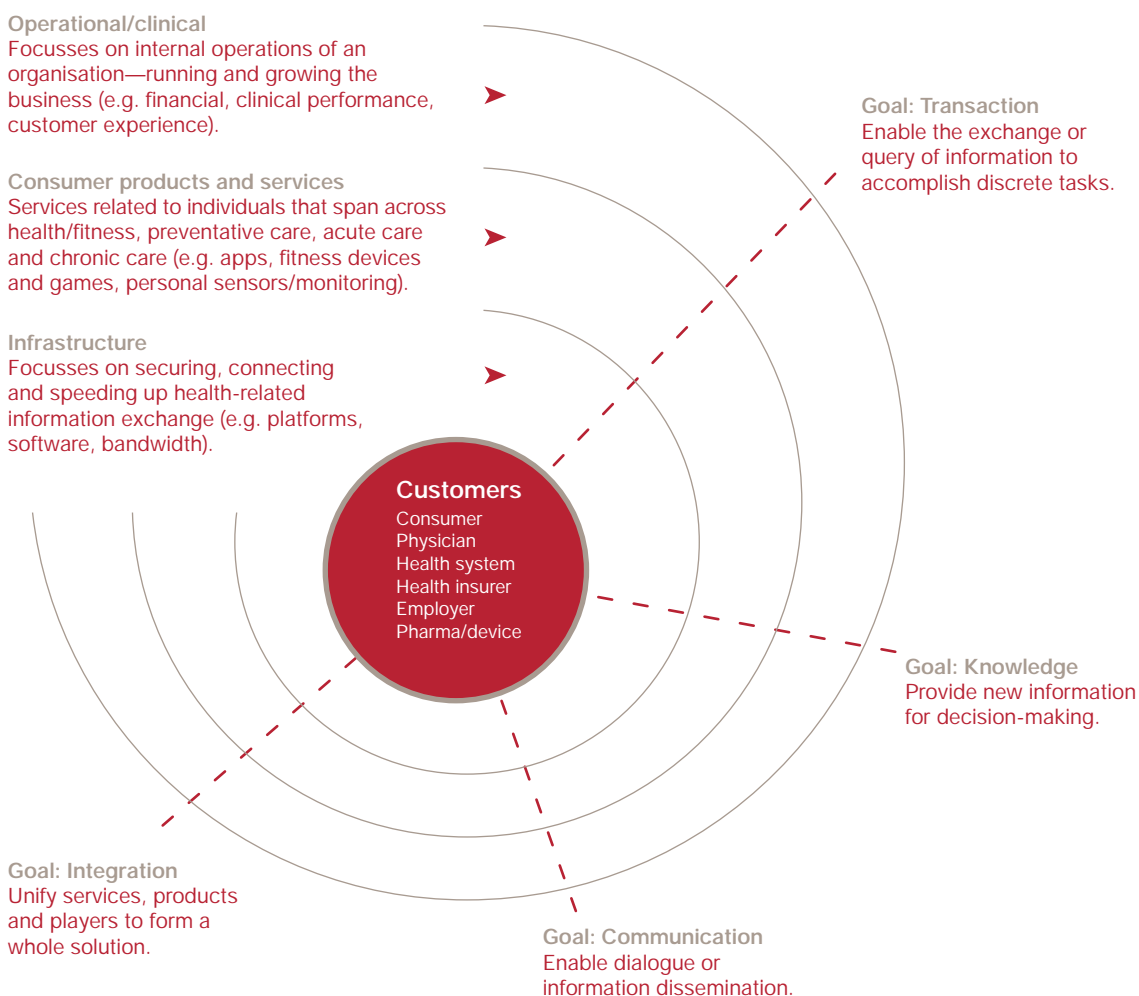 Operational/clinical
Focusses on internal operations of an
organisation—running and growing the
business (e.g. financial, clinical performance,
customer experience).
Consumer products and services
Services related to individuals that span across
health/fitness, preventative care, acute care
and chronic care (e.g. apps, fitness devices
and games, personal sensors/monitoring).
Infrastructure
Focusses on securing, connecting
and speeding up health-related
information exchange (e.g. platforms,
software, bandwidth).
Goal: Transaction
Enable the exchange or
query of information to
accomplish discrete tasks.
Customers
Consumer
Physician
Health system
Health insurer
Employer
Pharma/device
Goal: Knowledge
Provide new information
for decision-making.
Goal: Integration
Unify services, products
and players to form a
whole solution.
Goal: Communication
Enable dialogue or
information dissemination.